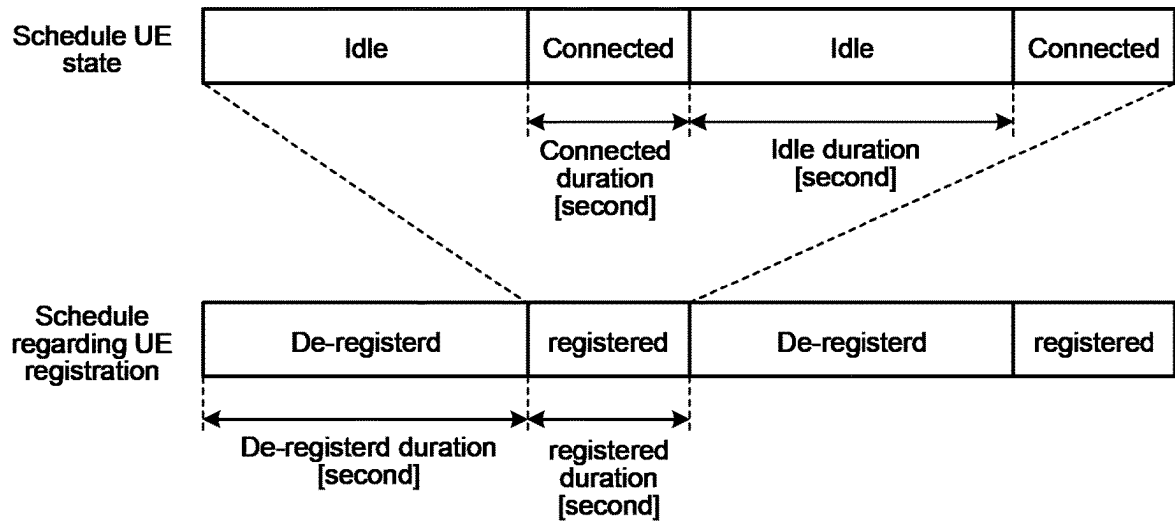 Schedule UE
state
Idle
Connected
Idle
Connected
Connected
duration
[second]
Idle duration
[second]
Schedule
regarding UE
registration
De-registerd
registered
De-registerd
registered
De-registerd duration
[second]
registered
duration
[second]